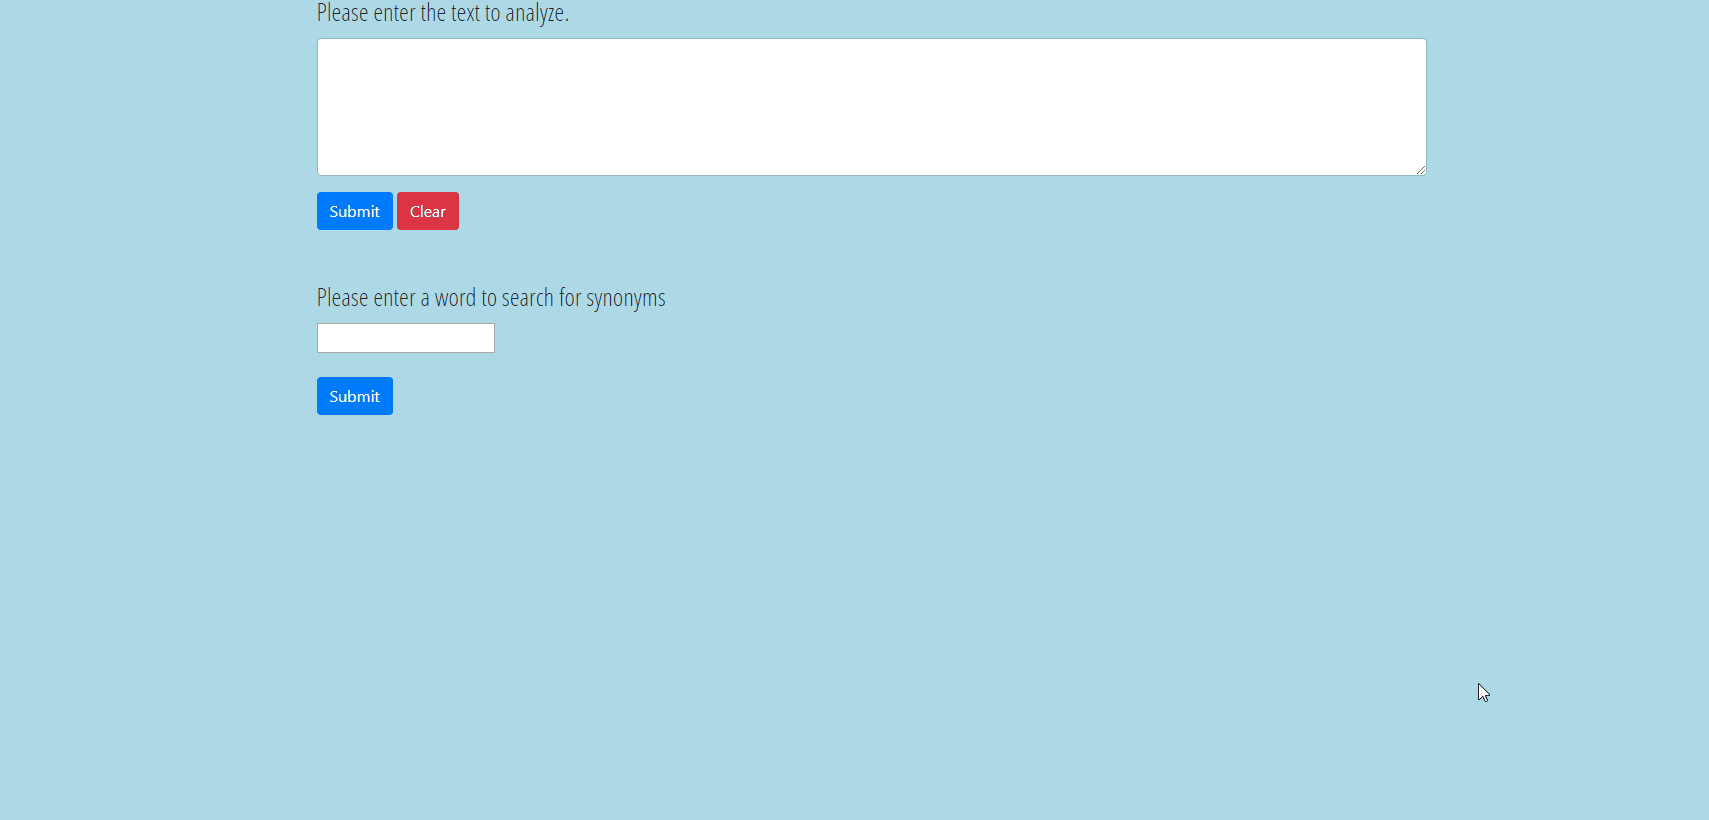 Please enter the text to analyze.
Submit Clear
Please enter a word to search for synonyms
Submit